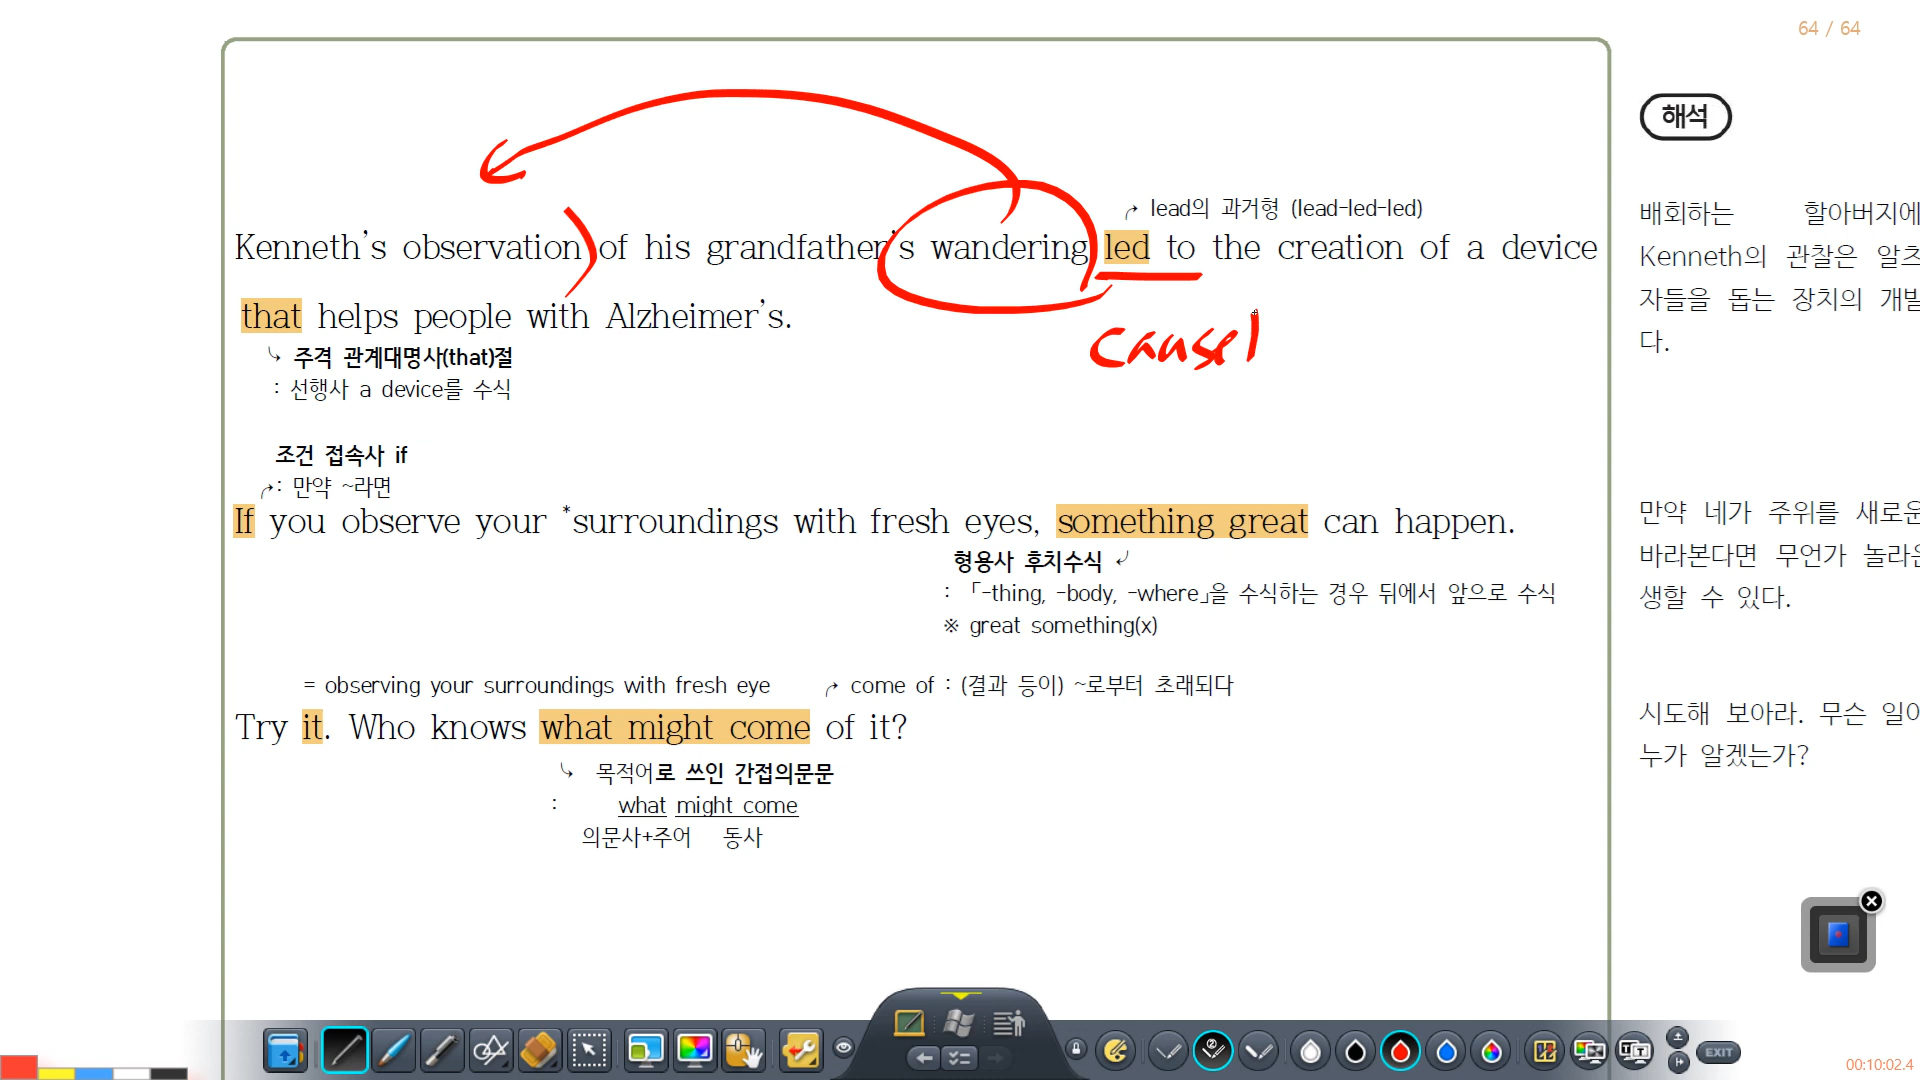 64 / 64
해석
lead의 과거형 (lead-led-led)
Kenneth's observation of his grandfather's wandering led to the creation of a device
that helps people with Alzheimer's.
cause
주격 관계대명사(that)절
: 선행사 a device를 수식
배회하는 할아버지에
Kenneth의 관찰은 알츠
자들을 돕는 장치의 개발
다.
조건 접속사 if
: 만약 ~라면
If you observe your *surroundings with fresh eyes, something great can happen.
형용사 후치수식
: 「-thing, -body, -where」을 수식하는 경우 뒤에서 앞으로 수식
※ great something(x)
만약 네가 주위를 새로운
바라본다면 무언가 놀라운
생할 수 있다.
= observing your surroundings with fresh eye
come of : (결과 등이) ~로부터 초래되다
Try it. Who knows what might come of it?
목적어로 쓰인 간접의문문
: what might come
의문사+주어 동사
시도해 보아라. 무슨 일이
누가 알겠는가?
EXIT
00:10:02.4